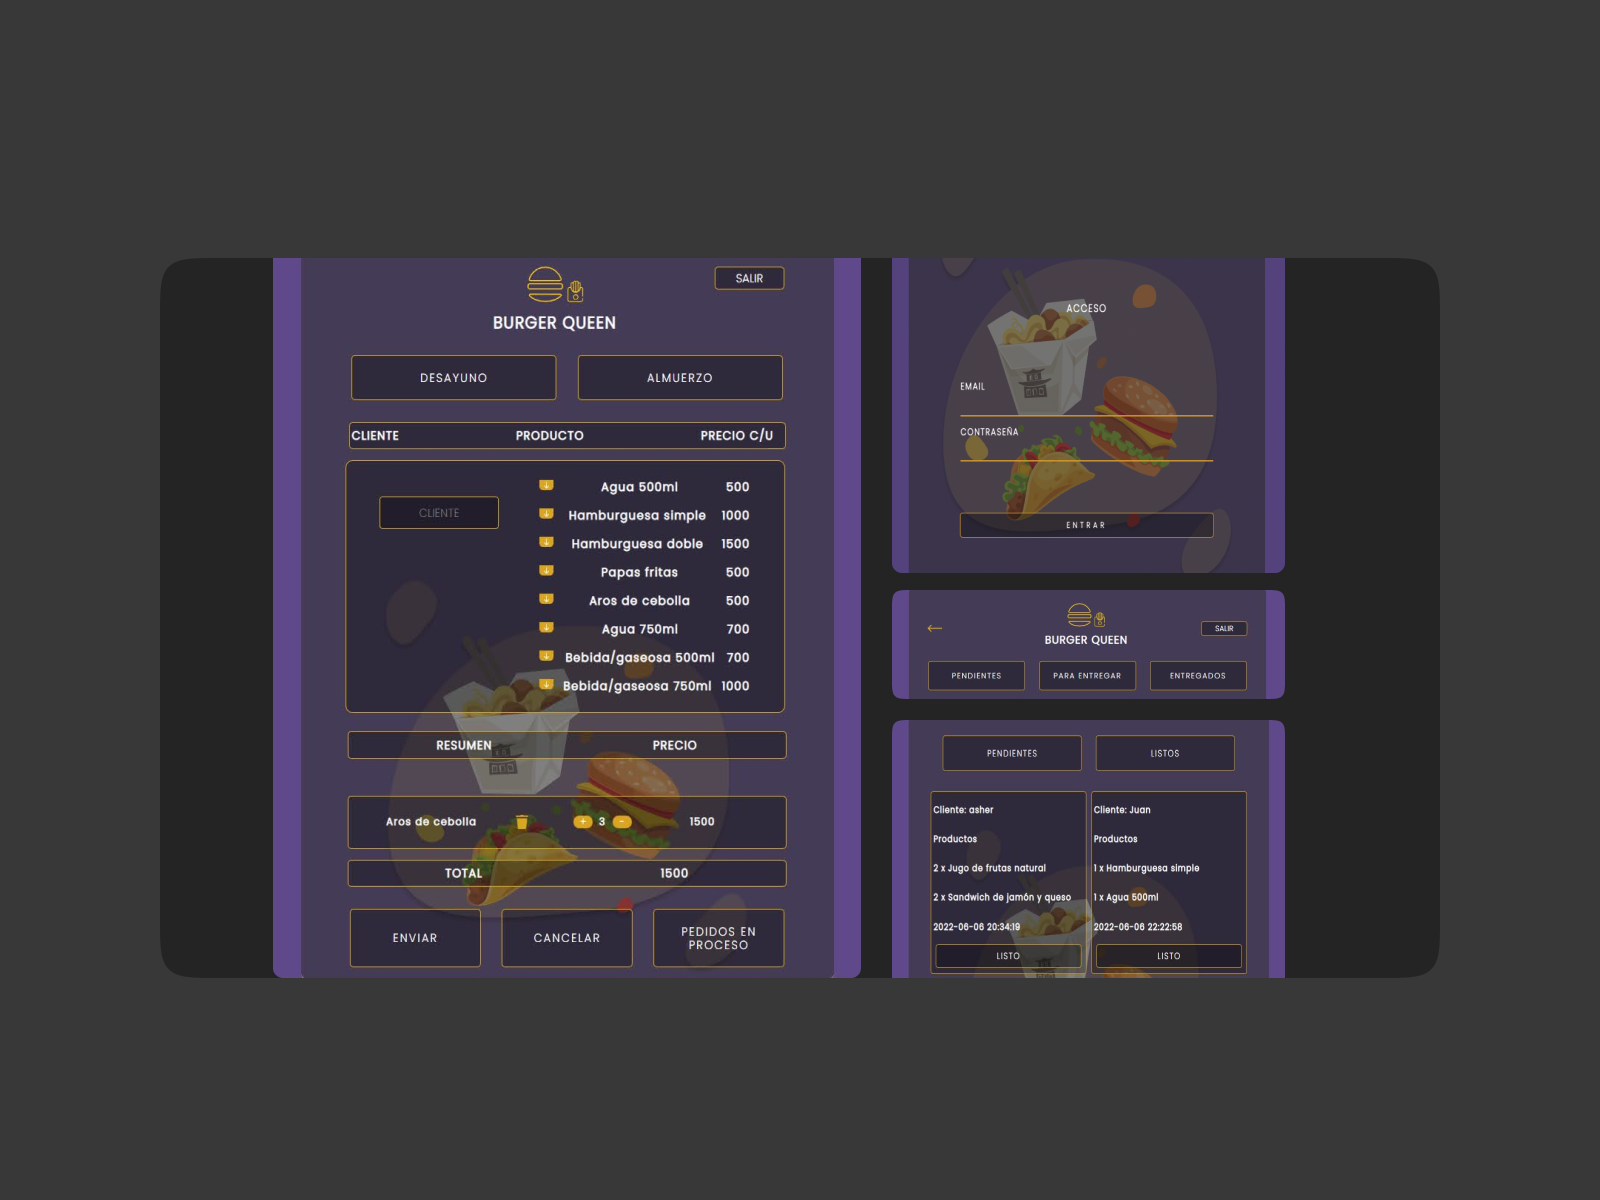 SALIR
BURGER QUEEN
DESAYUNO
ALMUERZO
CLIENTE PRODUCTO PRECIO C/U
CLIENTE
Agua 500ml 500
Hamburguesa simple 1000
Hamburguesa doble 1500
Papas fritas 500
Aros de cebolla 500
Agua 750ml 700
Bebida/gaseosa 500ml 700
Bebida/gaseosa 750ml 1000
RESUMEN PRECIO
Aros de cebolla + 3 - 1500
TOTAL 1500
ENVIAR
CANCELAR
PEDIDOS EN
PROCESO
ACCESO
EMAIL
CONTRASEÑA
ENTRAR
BURGER QUEEN
SALIR
PENDIENTES
PARA ENTREGAR
ENTREGADOS
PENDIENTES
LISTOS
Cliente: asher
Productos
2 x Jugo de frutas natural
2 x Sandwich de jamón y queso
2022-06-06 20:34:19
LISTO
Cliente: Juan
Productos
1 x Hamburguesa simple
1 x Agua 500ml
2022-06-06 22:22:58
LISTO